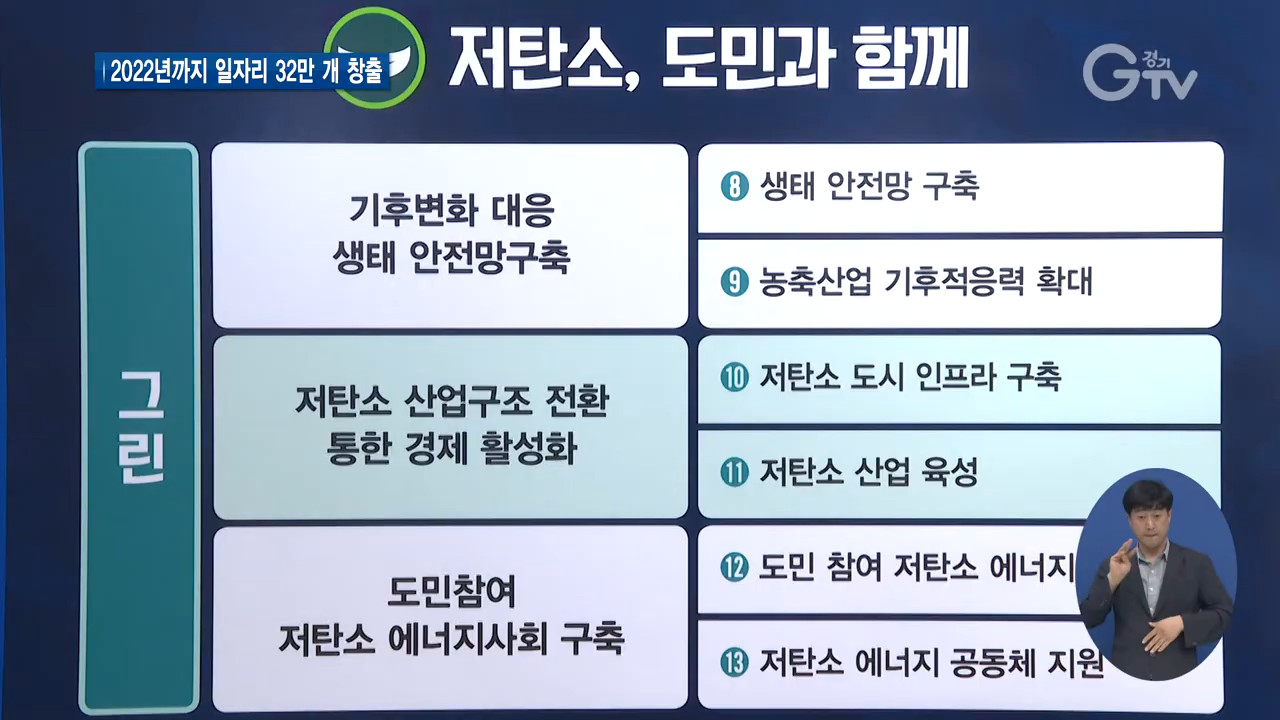 2022년까지 일자리 32만 개 창출
저탄소, 도민과 함께
경기
GTV
그린
기후변화 대응
생태 안전망구축
8 생태 안전망 구축
9 농축산업 기후적응력 확대
저탄소 산업구조 전환
통한 경제 활성화
10 저탄소 도시 인프라 구축
11 저탄소 산업 육성
도민참여
저탄소 에너지사회 구축
12 도민 참여 저탄소 에너지
13 저탄소 에너지 공동체 지원